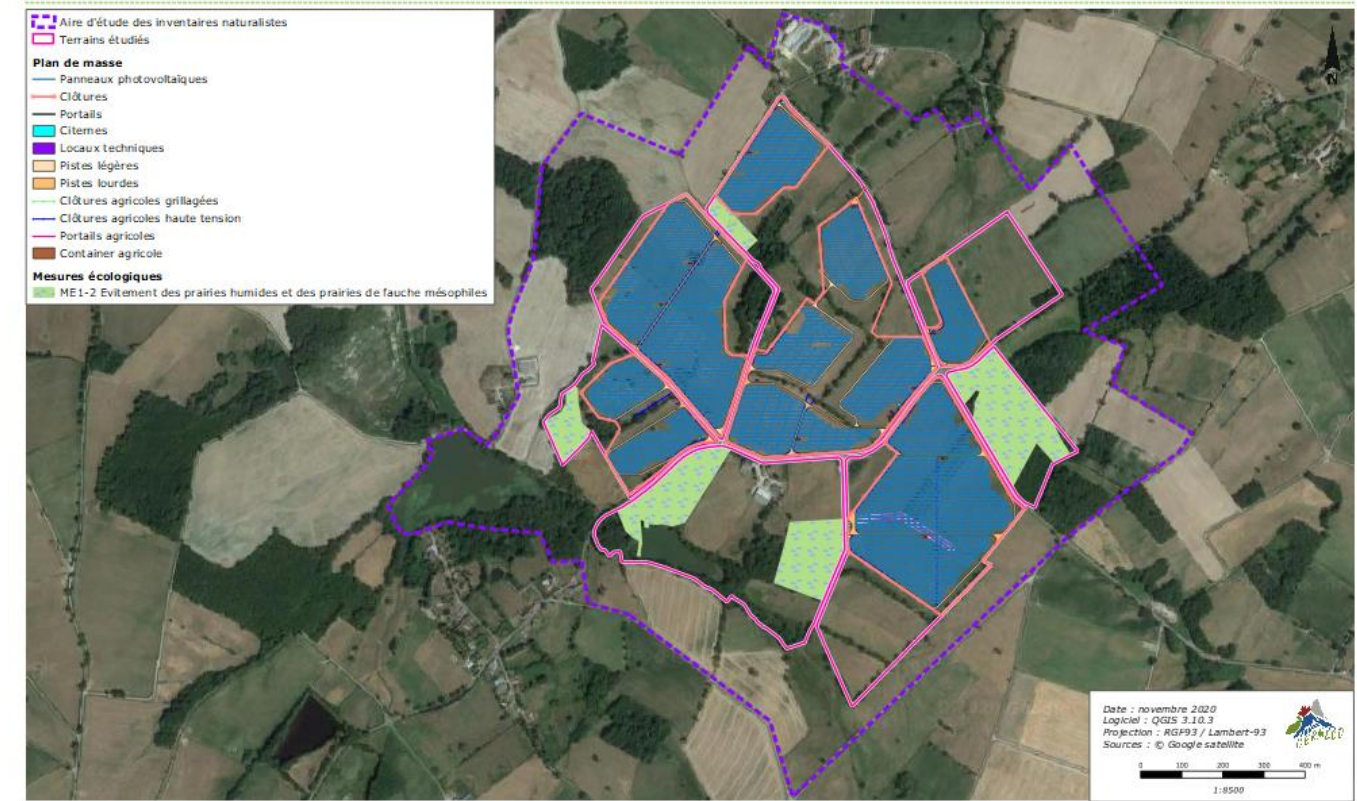 Aire d'étude des inventaires naturalistes
Terrains étudiés
Plan de masse
Panneaux photovoltaïques
Clôtures
Portails
Citernes
Locaux techniques
Pistes légères
Pistes lourdes
Clôtures agricoles grillagées
Clôtures agricoles haute tension
Portails agricoles
Container agricole
Mesures écologiques
ME1-2 Evitement des prairies humides et des prairies de fauche mésophiles
N
Date : novembre 2020
Logiciel : QGIS 3.10.3
Projection : RGF93 / Lambert-93
Sources : © Google satellite
0 100 200 300 400 m
1:8500